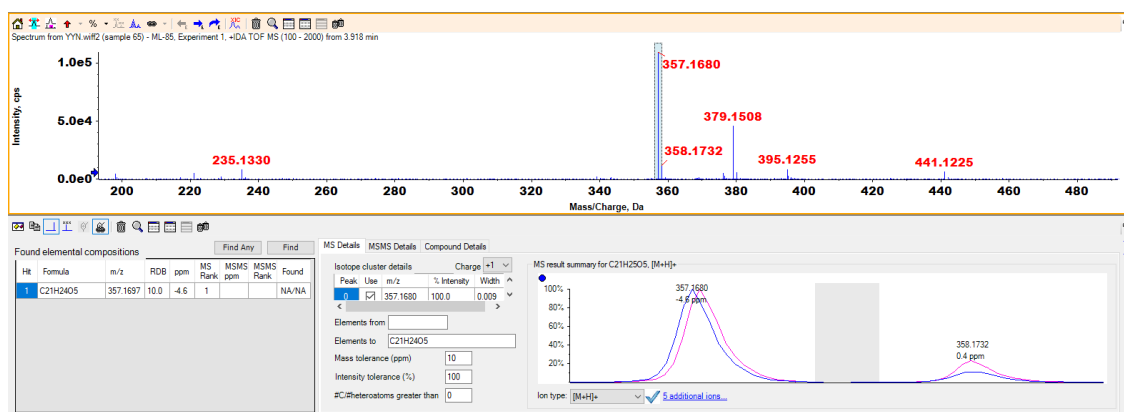 % XIC
Spectrum from YYN.wiff2 (sample 65) - ML-85, Experiment 1, +IDA TOF MS (100 - 2000) from 3.918 min
Intensity, cps
1.0e5
5.0e4
0.0e0
357.1680
379.1508
358.1732
235.1330
395.1255
441.1225
200 220 240 260 280 300 320 340 360 380 400 420 440 460 480
Mass/Charge, Da
Found elemental compositions
Find Any Find
Hit Formula m/z RDB ppm MS Rank MSMS ppm MSMS Rank Found
1 C21H24O5 357.1697 10.0 -4.6 1 NA/NA
MS Details MSMS Details Compound Details
Isotope cluster details Charge +1
Peak Use m/z % Intensity Width
0 357.1680 100.0 0.009
Elements from
Elements to C21H24O5
Mass tolerance (ppm) 10
Intensity tolerance (%) 100
#C/#heteroatoms greater than 0
MS result summary for C21H25O5, [M+H]+
100%
80%
60%
40%
20%
357.1680
-4.6 ppm
358.1732
0.4 ppm
Ion type: [M+H]+ 5 additional ions...